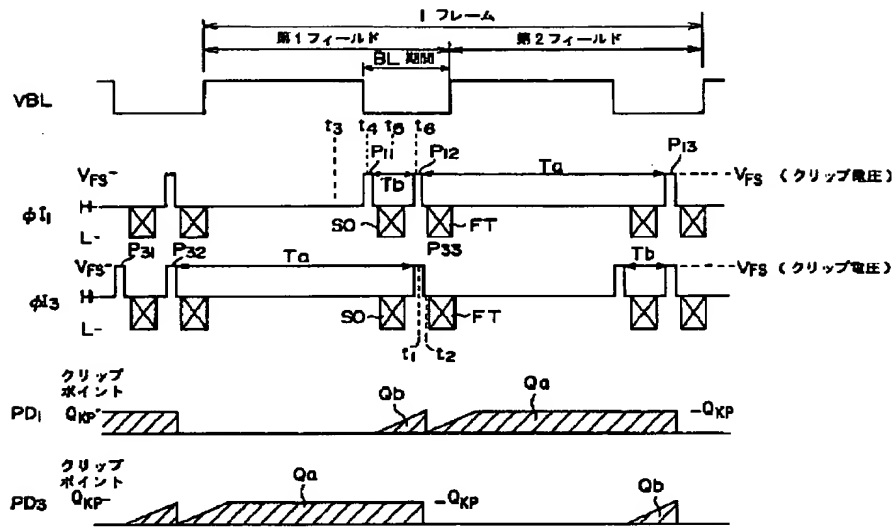 1 フレーム
第1フィールド 第2フィールド
BL 期間
VBL
t3 t4 t5 t6
P11 P12 P13
VFS Tb Ta VFS (クリップ電圧)
φI1 H
L SO FT
P31 P32 P33
VFS Ta Tb VFS (クリップ電圧)
φI3 H
L SO FT
t1 t2
クリップ
ポイント
PD1 QKP Qb Qa QKP
クリップ
ポイント
PD3 QKP Qa QKP Qb